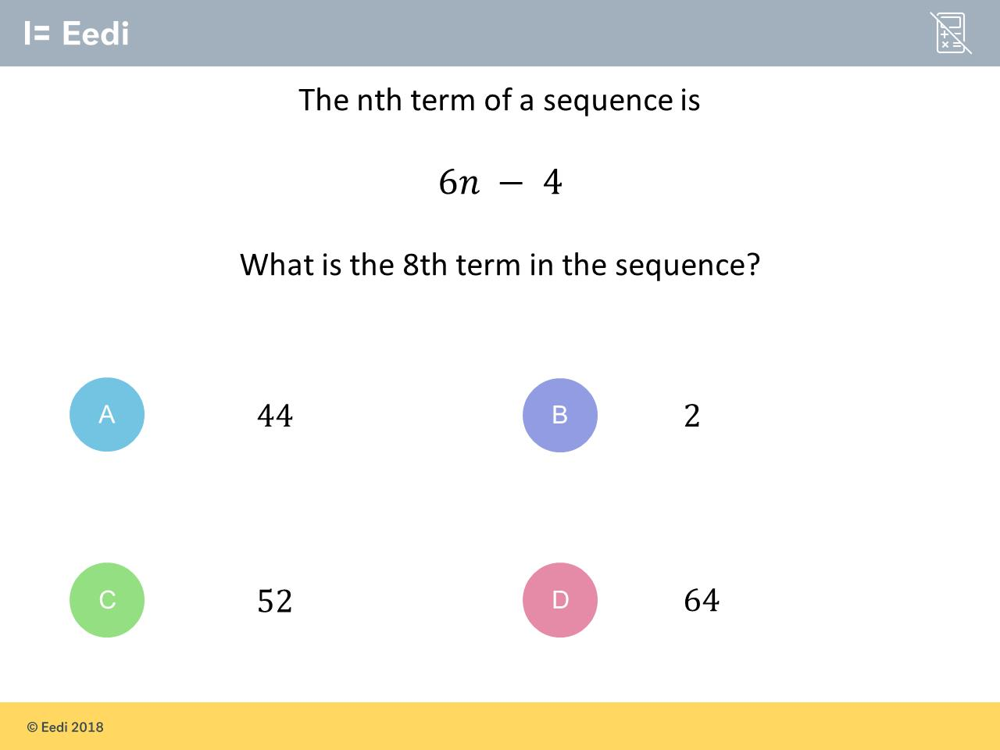 Eedi
The nth term of a sequence is
6n − 4
What is the 8th term in the sequence?
A 44
B 2
C 52
D 64
© Eedi 2018